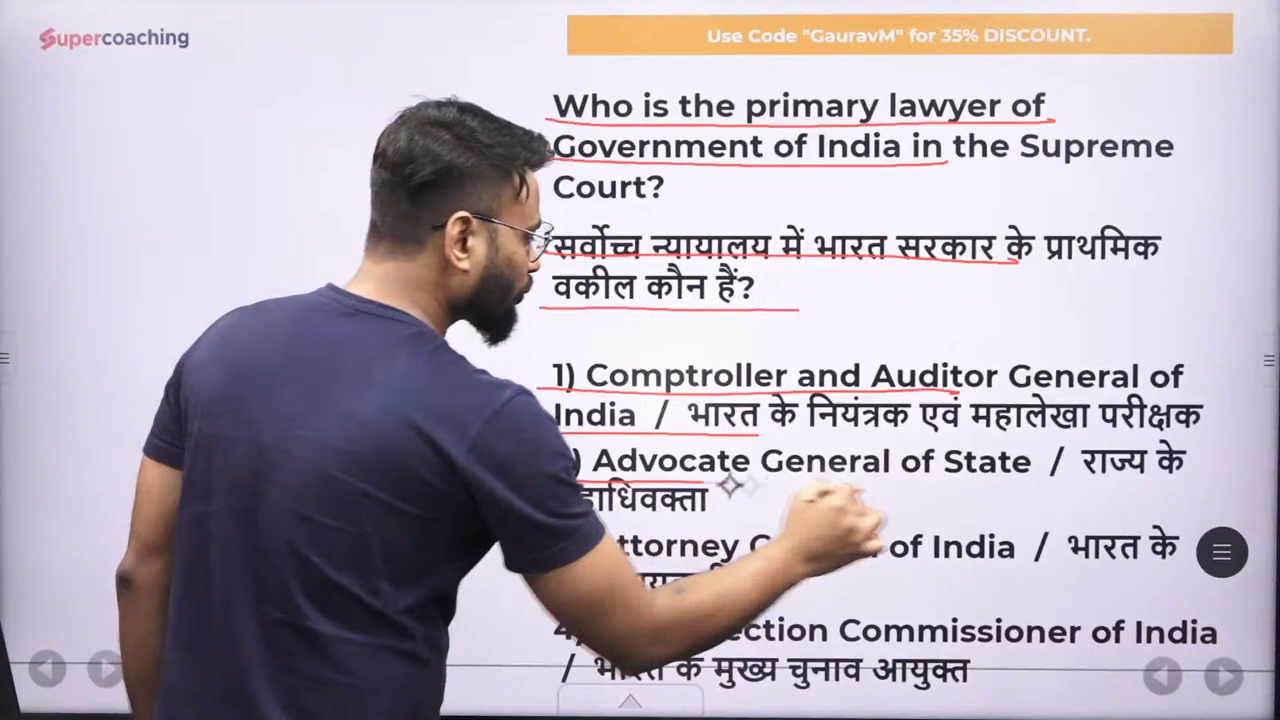 Supercoaching
Use Code "GauravM" for 35% DISCOUNT.
Who is the primary lawyer of
Government of India in the Supreme
Court?
सर्वोच्च न्यायालय में भारत सरकार के प्राथमिक
वकील कौन हैं?
1) Comptroller and Auditor General of
India / भारत के नियंत्रक एवं महालेखा परीक्षक
) Advocate General of State / राज्य के
of India / भारत के
4) Commissioner of India
/ भारत के मुख्य चुनाव आयुक्त